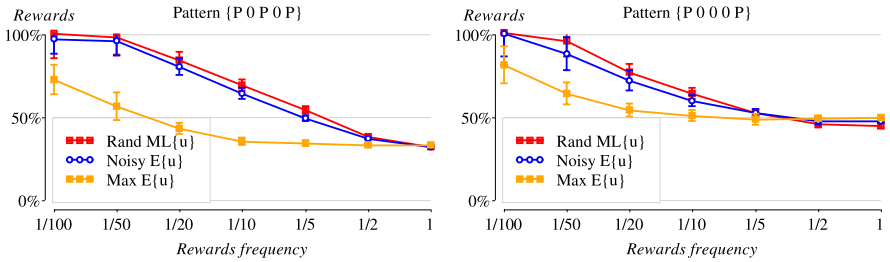 Rewards
Pattern {P 0 P 0 P}
100%
50%
0%
Rand ML{u}
Noisy E{u}
Max E{u}
1/100 1/50 1/20 1/10 1/5 1/2 1
Rewards frequency
Rewards
Pattern {P 0 0 0 P}
100%
50%
0%
Rand ML{u}
Noisy E{u}
Max E{u}
1/100 1/50 1/20 1/10 1/5 1/2 1
Rewards frequency